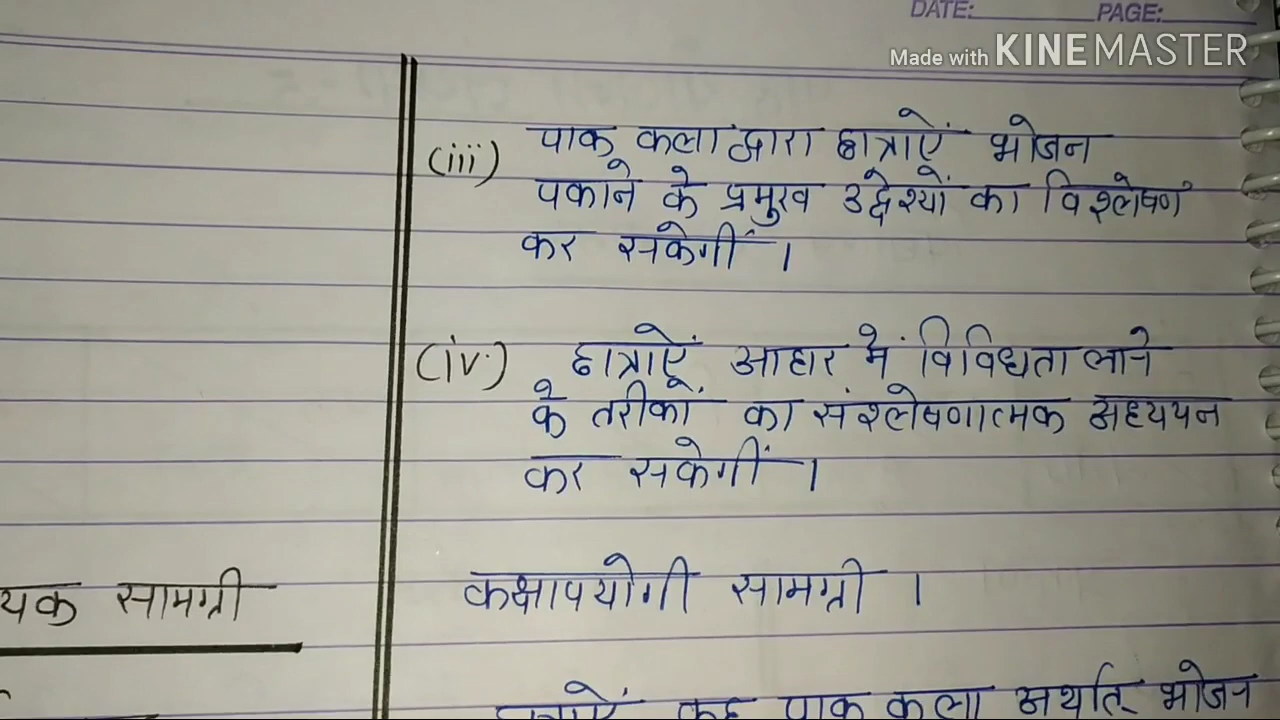 DATE: PAGE:
Made with KINEMASTER
(iii) पाक कला द्वारा छात्राऐं भोजन
पकाने के प्रमुख उद्देश्यों का विश्लेषण
कर सकेगीं ।
(iv) छात्राऐं आहार में विविधता लाने
के तरीकों का संश्लेषणात्मक अध्ययन
कर सकेगीं ।
यक सामग्री
कक्षापयोगी सामग्री ।
पाक कला अर्थात् भोजन